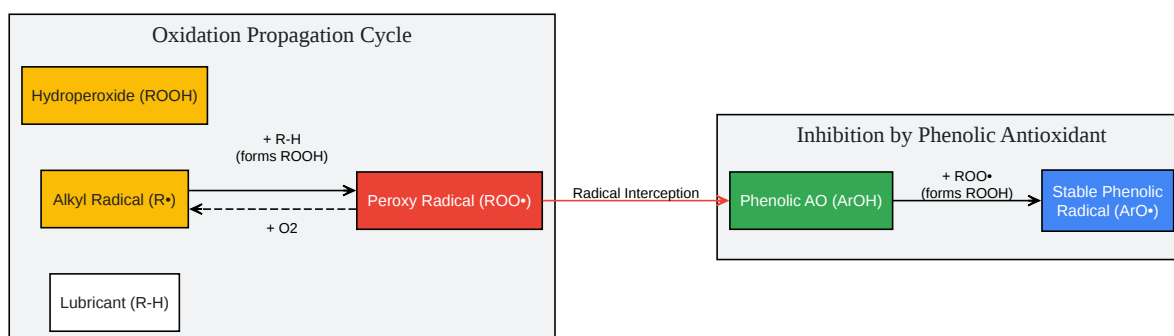 Oxidation Propagation Cycle
Hydroperoxide (ROOH)
+ R-H
(forms ROOH)
Alkyl Radical (R•)
Peroxy Radical (ROO•)
+ O2
Lubricant (R-H)
Radical Interception
Inhibition by Phenolic Antioxidant
Phenolic AO (ArOH)
+ ROO•
(forms ROOH)
Stable Phenolic
Radical (ArO•)